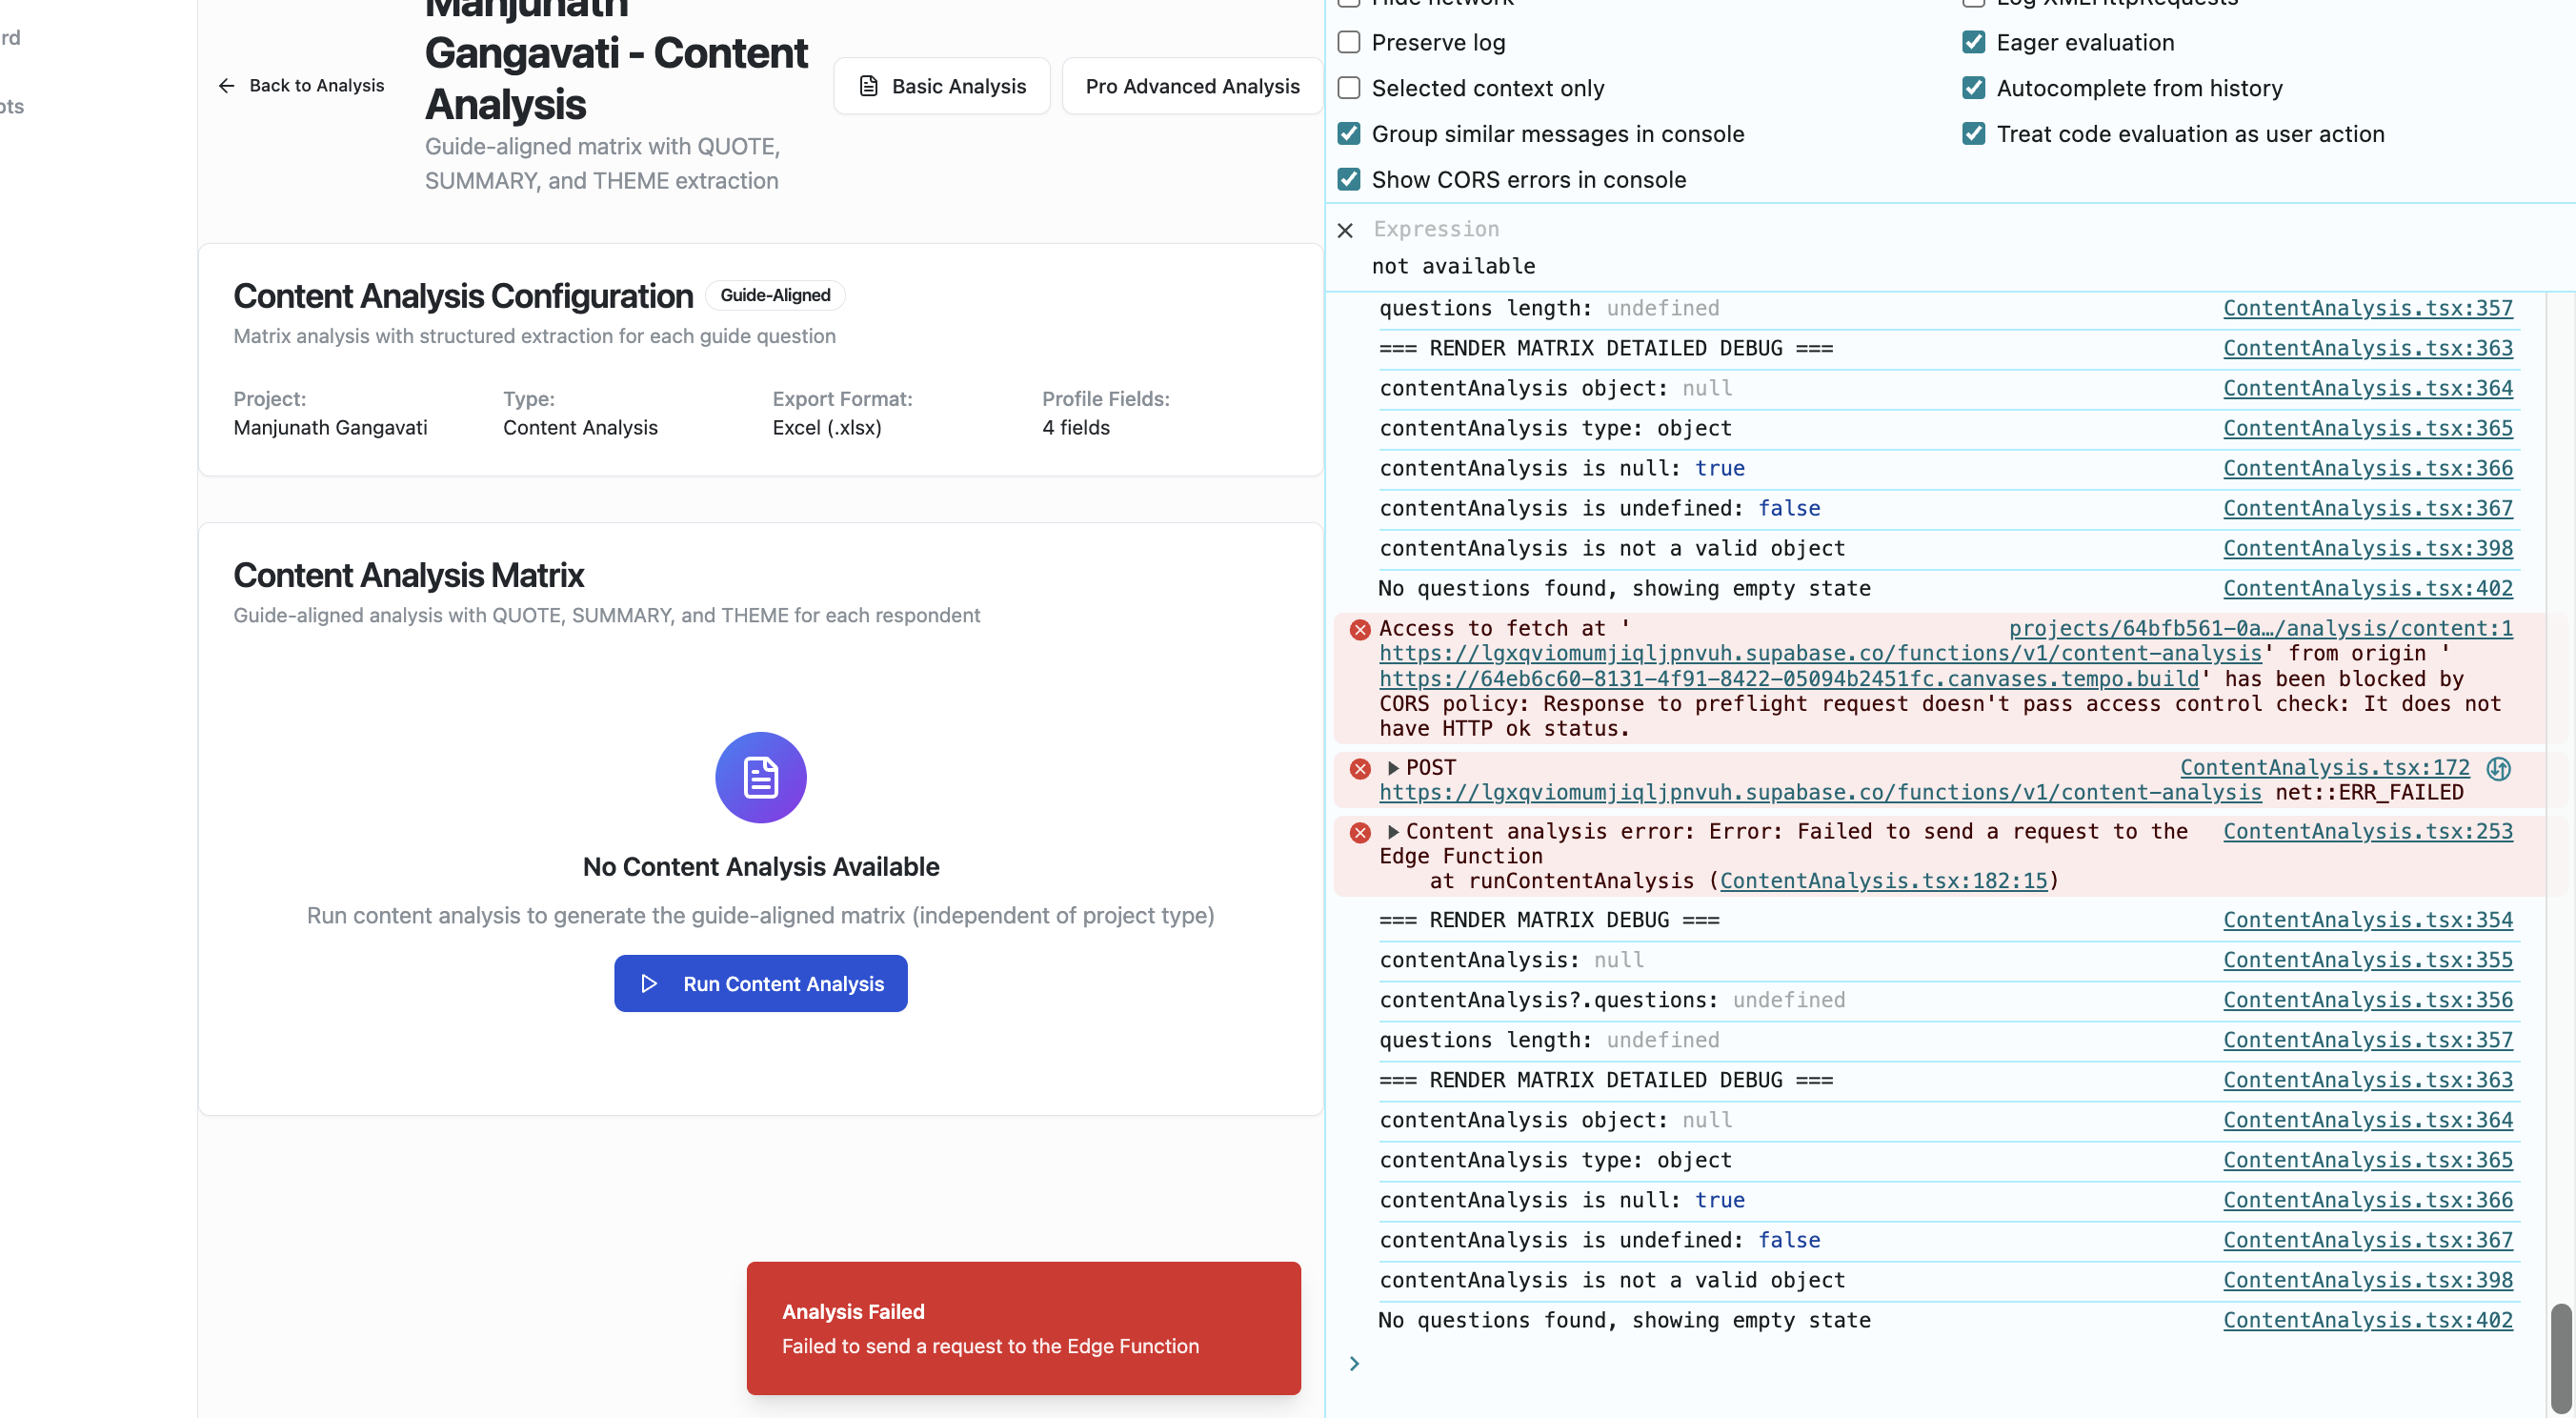 rd
pts
← Back to Analysis
Manjunath
Gangavati - Content
Analysis
Guide-aligned matrix with QUOTE,
SUMMARY, and THEME extraction
Basic Analysis
Pro Advanced Analysis
Content Analysis Configuration
Guide-Aligned
Matrix analysis with structured extraction for each guide question
Project:
Manjunath Gangavati
Type:
Content Analysis
Export Format:
Excel (.xlsx)
Profile Fields:
4 fields
Content Analysis Matrix
Guide-aligned analysis with QUOTE, SUMMARY, and THEME for each respondent
No Content Analysis Available
Run content analysis to generate the guide-aligned matrix (independent of project type)
Run Content Analysis
Analysis Failed
Failed to send a request to the Edge Function
Hide network
Log XMLHttpRequests
Preserve log
Eager evaluation
Selected context only
Autocomplete from history
Group similar messages in console
Treat code evaluation as user action
Show CORS errors in console
Expression
not available
questions length: undefined ContentAnalysis.tsx:357
=== RENDER MATRIX DETAILED DEBUG === ContentAnalysis.tsx:363
contentAnalysis object: null ContentAnalysis.tsx:364
contentAnalysis type: object ContentAnalysis.tsx:365
contentAnalysis is null: true ContentAnalysis.tsx:366
contentAnalysis is undefined: false ContentAnalysis.tsx:367
contentAnalysis is not a valid object ContentAnalysis.tsx:398
No questions found, showing empty state ContentAnalysis.tsx:402
Access to fetch at ' projects/64bfb561-0a…/analysis/content:1
https://lgxqviomumjiqljpnvuh.supabase.co/functions/v1/content-analysis' from origin '
https://64eb6c60-8131-4f91-8422-05094b2451fc.canvases.tempo.build' has been blocked by
CORS policy: Response to preflight request doesn't pass access control check: It does not
have HTTP ok status.
POST ContentAnalysis.tsx:172
https://lgxqviomumjiqljpnvuh.supabase.co/functions/v1/content-analysis net::ERR_FAILED
Content analysis error: Error: Failed to send a request to the ContentAnalysis.tsx:253
Edge Function
at runContentAnalysis (ContentAnalysis.tsx:182:15)
=== RENDER MATRIX DEBUG === ContentAnalysis.tsx:354
contentAnalysis: null ContentAnalysis.tsx:355
contentAnalysis?.questions: undefined ContentAnalysis.tsx:356
questions length: undefined ContentAnalysis.tsx:357
=== RENDER MATRIX DETAILED DEBUG === ContentAnalysis.tsx:363
contentAnalysis object: null ContentAnalysis.tsx:364
contentAnalysis type: object ContentAnalysis.tsx:365
contentAnalysis is null: true ContentAnalysis.tsx:366
contentAnalysis is undefined: false ContentAnalysis.tsx:367
contentAnalysis is not a valid object ContentAnalysis.tsx:398
No questions found, showing empty state ContentAnalysis.tsx:402